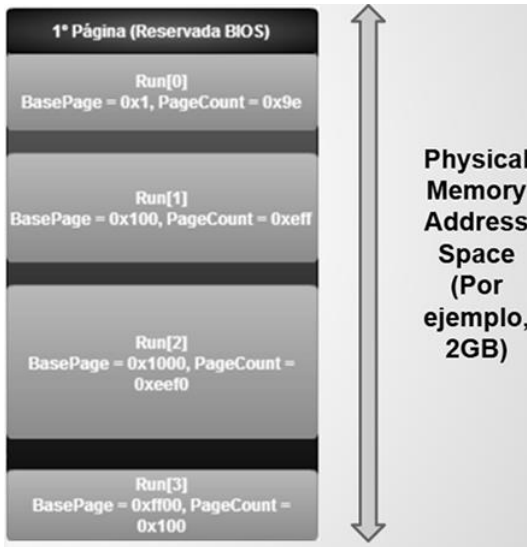 1ª Página (Reservada BIOS)
Run[0]
BasePage = 0x1, PageCount = 0x9e
Run[1]
BasePage = 0x100, PageCount = 0xeff
Run[2]
BasePage = 0x1000, PageCount =
0xeef0
Run[3]
BasePage = 0xff00, PageCount =
0x100
Physical
Memory
Address
Space
(Por
ejemplo,
2GB)